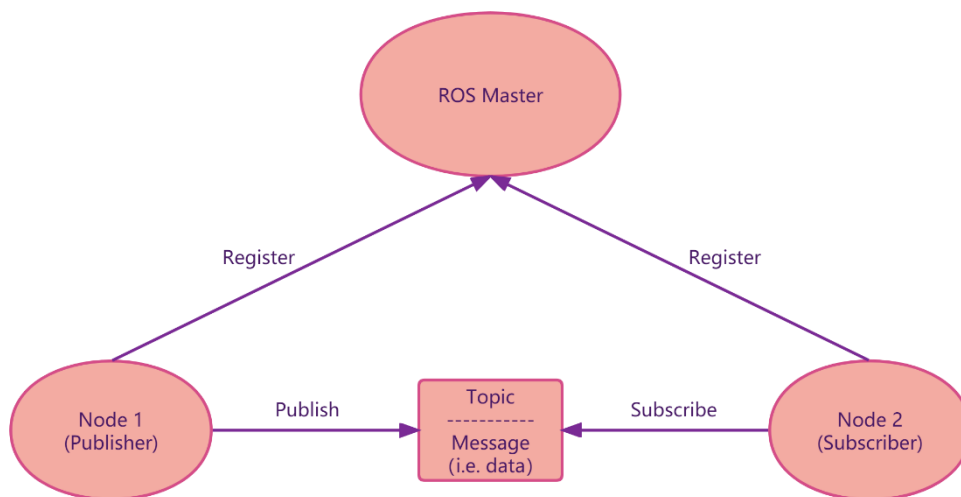 ROS Master
Register
Register
Node 1
(Publisher)
Publish
Topic
----------
Message
(i.e. data)
Subscribe
Node 2
(Subscriber)